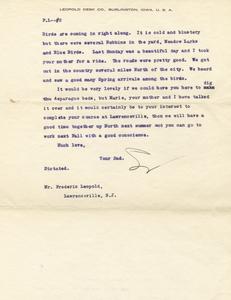 LEOPOLD DESK CO., BURLINGTON, IOWA, U. S. A.
P.L--#2
Birds are coming in right along. It is cold and blustery
but there were several Robbins in the yard, Meadow Larks
and Blue Birds. Last Monday was a beautiful day and I took
your mother for a ride. The roads were pretty good. We got
out in the country several miles North of the city. We heard
and saw a good many Spring arrivals among the birds.
dig
It would be very lovely if could have you here to make
the Asparagus beds, but Marie, your mother and I have talked
it over and it would certainly be to your interest to
complete your course at Lawrenceville, then we will have a
good time together up North next summer and you can go to
work next Fall with a good conscience.
Much love,
Your Dad.
Dictated.
Mr. Frederic Leopold,
Lawrenceville, N.J.